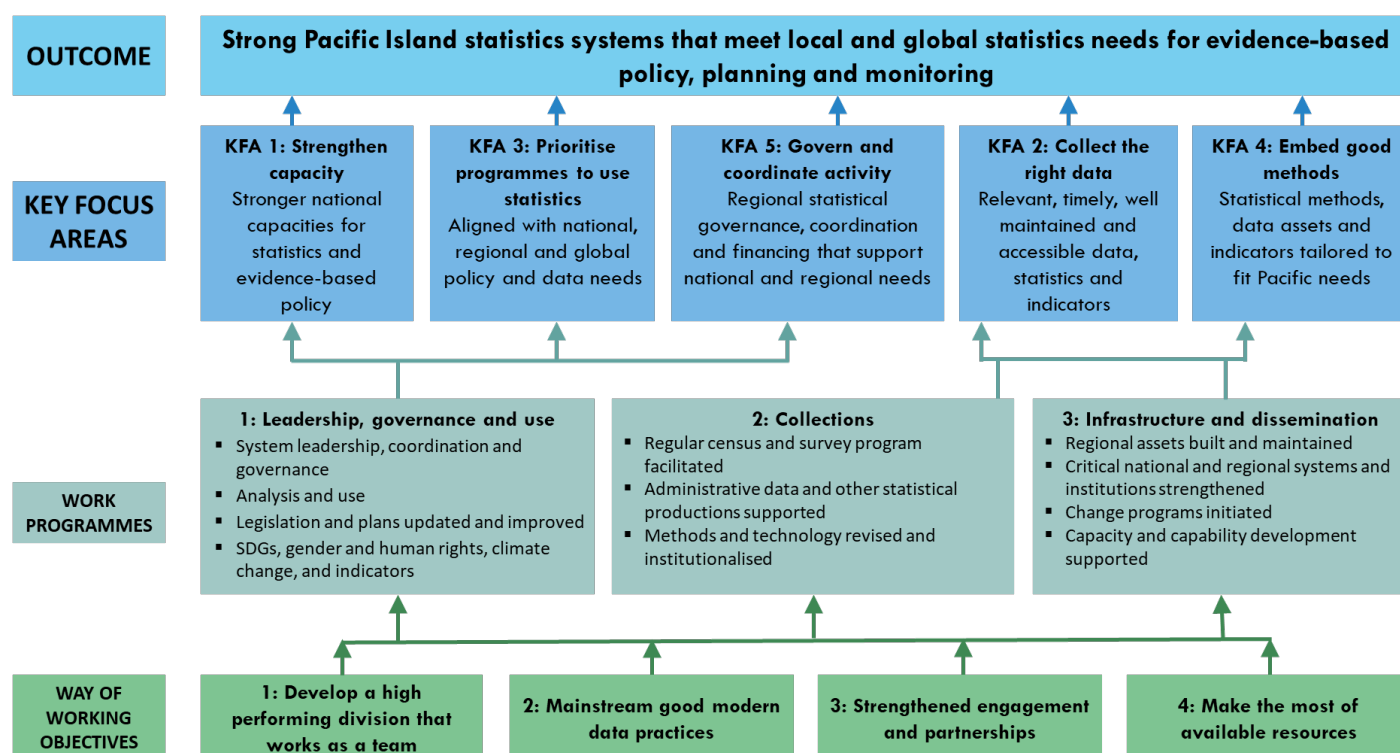 OUTCOME
Strong Pacific Island statistics systems that meet local and global statistics needs for evidence-based
policy, planning and monitoring
KEY FOCUS
AREAS
KFA 1: Strengthen
capacity
Stronger national
capacities for
statistics and
evidence-based
policy
KFA 3: Prioritise
programmes to use
statistics
Aligned with national,
regional and global
policy and data needs
KFA 5: Govern and
coordinate activity
Regional statistical
governance, coordination
and financing that support
national and regional needs
KFA 2: Collect the
right data
Relevant, timely, well
maintained and
accessible data,
statistics and
indicators
KFA 4: Embed good
methods
Statistical methods,
data assets and
indicators tailored to
fit Pacific needs
WORK
PROGRAMMES
1: Leadership, governance and use
▪ System leadership, coordination and
governance
▪ Analysis and use
▪ Legislation and plans updated and improved
▪ SDGs, gender and human rights, climate
change, and indicators
2: Collections
▪ Regular census and survey program
facilitated
▪ Administrative data and other statistical
productions supported
▪ Methods and technology revised and
institutionalised
3: Infrastructure and dissemination
▪ Regional assets built and maintained
▪ Critical national and regional systems and
institutions strengthened
▪ Change programs initiated
▪ Capacity and capability development
supported
WAY OF
WORKING
OBJECTIVES
1: Develop a high
performing division that
works as a team
2: Mainstream good modern
data practices
3: Strengthened engagement
and partnerships
4: Make the most of
available resources